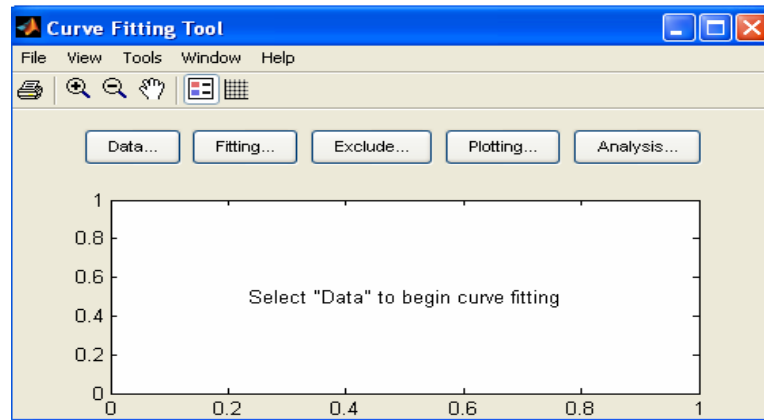 Curve Fitting Tool
File View Tools Window Help
Data... Fitting... Exclude... Plotting... Analysis...
1
0.8
0.6
Select "Data" to begin curve fitting
0.4
0.2
0
0 0.2 0.4 0.6 0.8 1